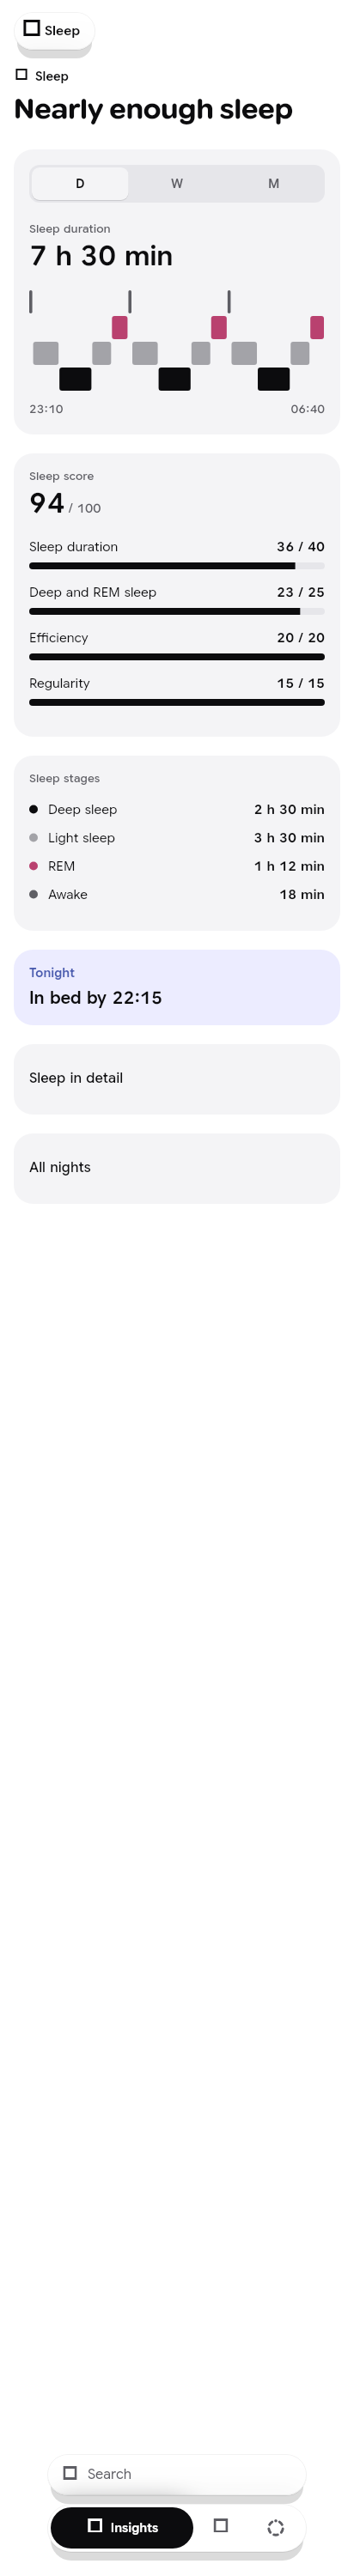 Sleep
Sleep
Nearly enough sleep
D W M
Sleep duration
7 h 30 min
23:10 06:40
Sleep score
94 / 100
Sleep duration 36 / 40
Deep and REM sleep 23 / 25
Efficiency 20 / 20
Regularity 15 / 15
Sleep stages
Deep sleep 2 h 30 min
Light sleep 3 h 30 min
REM 1 h 12 min
Awake 18 min
Tonight
In bed by 22:15
Sleep in detail
All nights
Search
Insights